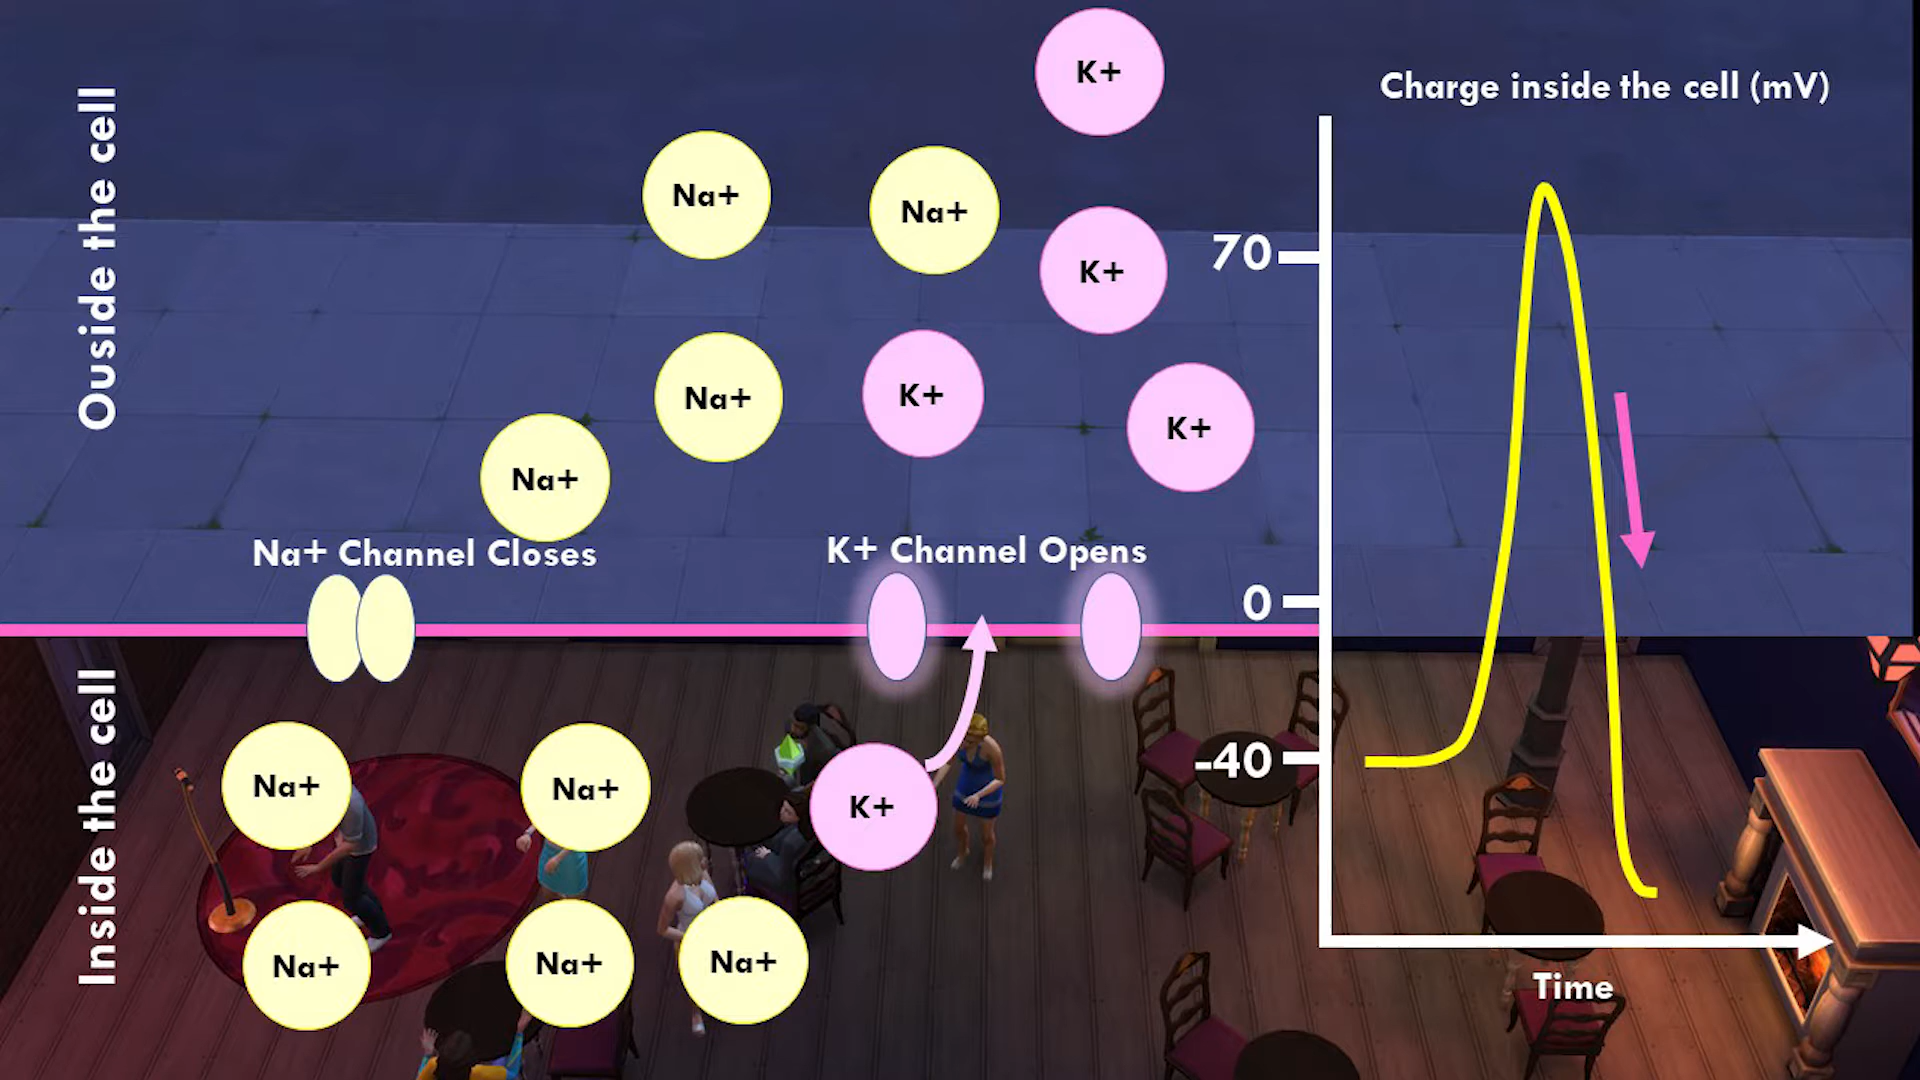 Ouside the cell
K+
Na+
Na+
K+
Na+
K+
K+
Na+
Na+ Channel Closes
K+ Channel Opens
Inside the cell
Na+
Na+
K+
Na+
Na+
Na+
Charge inside the cell (mV)
70
0
-40
Time